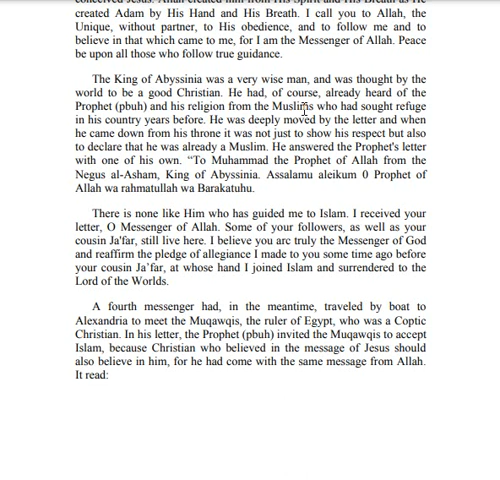 conceived Jesus. Allah created him from His Spirit and His Breath as He
created Adam by His Hand and His Breath. I call you to Allah, the
Unique, without partner, to His obedience, and to follow me and to
believe in that which came to me, for I am the Messenger of Allah. Peace
be upon all those who follow true guidance.
The King of Abyssinia was a very wise man, and was thought by the
world to be a good Christian. He had, of course, already heard of the
Prophet (pbuh) and his religion from the Muslims who had sought refuge
in his country years before. He was deeply moved by the letter and when
he came down from his throne it was not just to show his respect but also
to declare that he was already a Muslim. He answered the Prophet's letter
with one of his own. “To Muhammad the Prophet of Allah from the
Negus al-Asham, King of Abyssinia. Assalamu aleikum 0 Prophet of
Allah wa rahmatullah wa Barakatuhu.
There is none like Him who has guided me to Islam. I received your
letter, O Messenger of Allah. Some of your followers, as well as your
cousin Ja'far, still live here. I believe you arc truly the Messenger of God
and reaffirm the pledge of allegiance I made to you some time ago before
your cousin Ja’far, at whose hand I joined Islam and surrendered to the
Lord of the Worlds.
A fourth messenger had, in the meantime, traveled by boat to
Alexandria to meet the Muqawqis, the ruler of Egypt, who was a Coptic
Christian. In his letter, the Prophet (pbuh) invited the Muqawqis to accept
Islam, because Christian who believed in the message of Jesus should
also believe in him, for he had come with the same message from Allah.
It read: